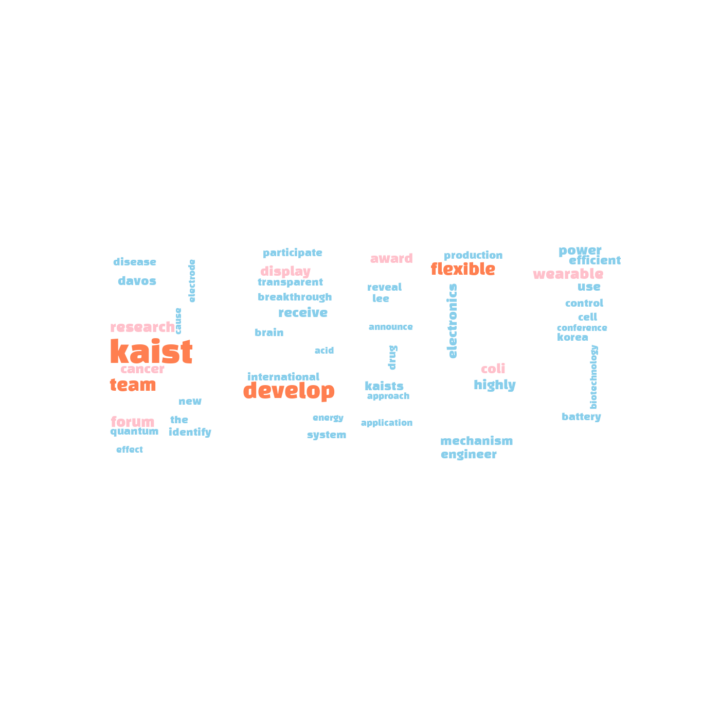 disease
davos
electrode
cause
research
kaist
cancer
team
new
forum
the
quantum
identify
effect
participate
display
transparent
breakthrough
receive
brain
acid
international
develop
energy
system
award
reveal
lee
announce
drug
kaists
approach
application
production
flexible
electronics
coli
highly
mechanism
engineer
power
efficient
wearable
use
control
cell
conference
korea
biotechnology
battery